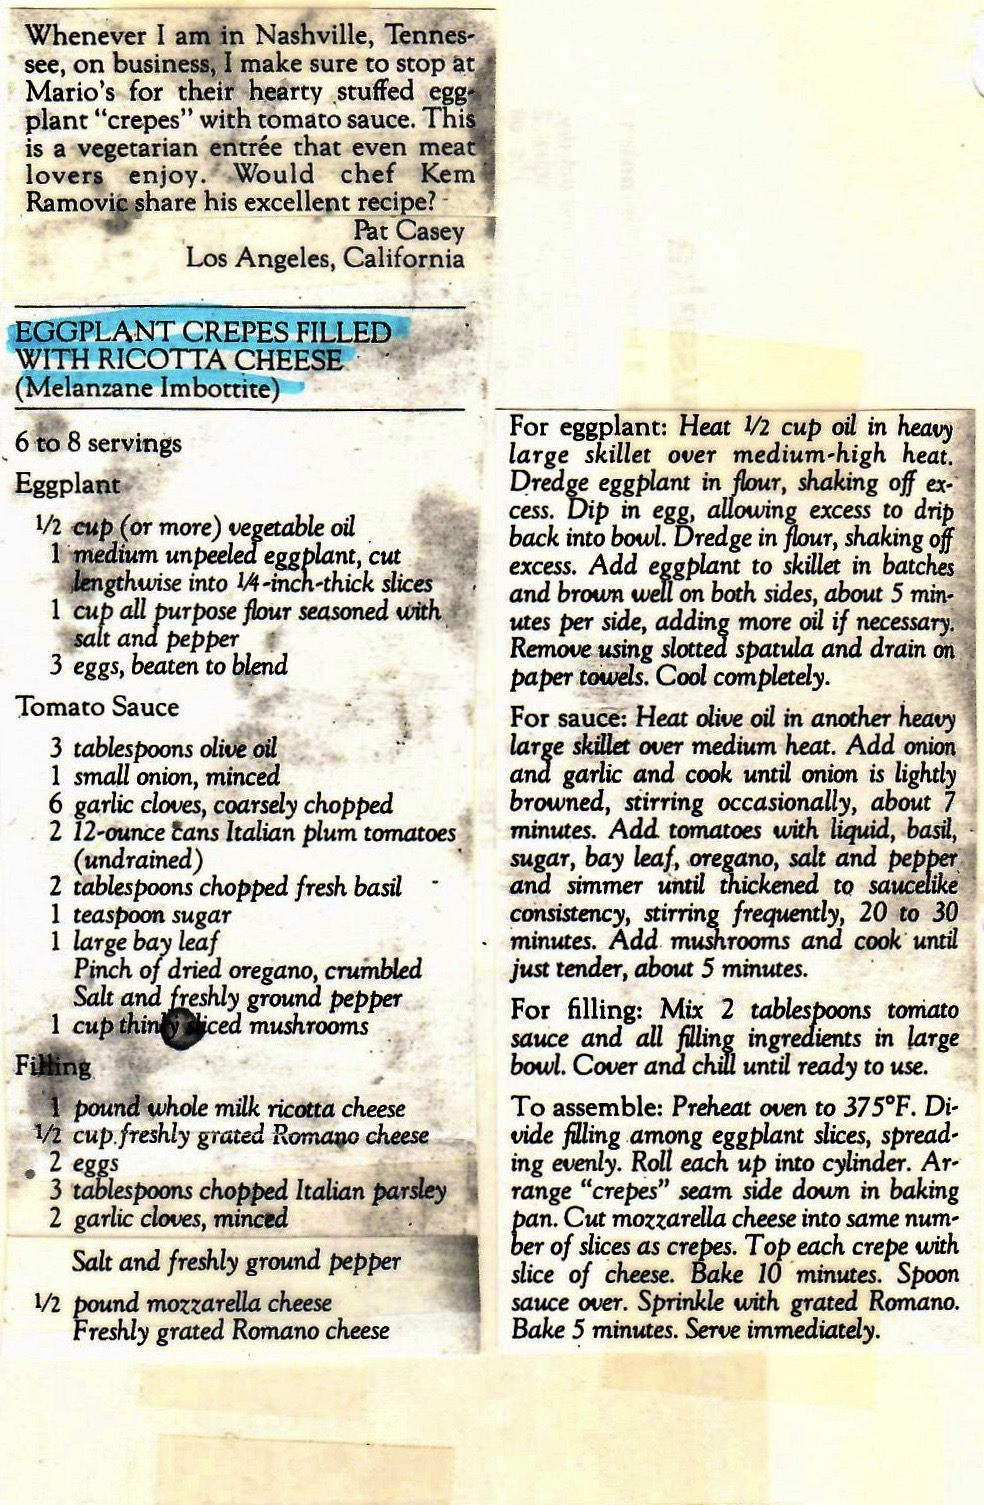 Whenever I am in Nashville, Tennes-
see, on business, I make sure to stop at
Mario's for their hearty stuffed egg-
plant “crepes” with tomato sauce. This
is a vegetarian entrée that even meat
lovers enjoy. Would chef Kem
Ramovic share his excellent recipe?
Pat Casey
Los Angeles, California
EGGPLANT CREPES FILLED
WITH RICOTTA CHEESE
(Melanzane Imbottite)
6 to 8 servings
Eggplant
1/2 cup (or more) vegetable oil
1 medium unpeeled eggplant, cut
lengthwise into 1/4-inch-thick slices
1 cup all purpose flour seasoned with
salt and pepper
3 eggs, beaten to blend
Tomato Sauce
3 tablespoons olive oil
1 small onion, minced
6 garlic cloves, coarsely chopped
2 12-ounce cans Italian plum tomatoes
(undrained)
2 tablespoons chopped fresh basil
1 teaspoon sugar
1 large bay leaf
Pinch of dried oregano, crumbled
Salt and freshly ground pepper
1 cup thinly sliced mushrooms
Filling
1 pound whole milk ricotta cheese
1/2 cup freshly grated Romano cheese
2 eggs
3 tablespoons chopped Italian parsley
2 garlic cloves, minced
Salt and freshly ground pepper
1/2 pound mozzarella cheese
Freshly grated Romano cheese
For eggplant: Heat 1/2 cup oil in heavy
large skillet over medium-high heat.
Dredge eggplant in flour, shaking off ex-
cess. Dip in egg, allowing excess to drip
back into bowl. Dredge in flour, shaking off
excess. Add eggplant to skillet in batches
and brown well on both sides, about 5 min-
utes per side, adding more oil if necessary.
Remove using slotted spatula and drain on
paper towels. Cool completely.
For sauce: Heat olive oil in another heavy
large skillet over medium heat. Add onion
and garlic and cook until onion is lightly
browned, stirring occasionally, about 7
minutes. Add tomatoes with liquid, basil,
sugar, bay leaf, oregano, salt and pepper
and simmer until thickened to saucelike
consistency, stirring frequently, 20 to 30
minutes. Add mushrooms and cook until
just tender, about 5 minutes.
For filling: Mix 2 tablespoons tomato
sauce and all filling ingredients in large
bowl. Cover and chill until ready to use.
To assemble: Preheat oven to 375°F. Di-
vide filling among eggplant slices, spread-
ing evenly. Roll each up into cylinder. Ar-
range “crepes” seam side down in baking
pan. Cut mozzarella cheese into same num-
ber of slices as crepes. Top each crepe with
slice of cheese. Bake 10 minutes. Spoon
sauce over. Sprinkle with grated Romano.
Bake 5 minutes. Serve immediately.